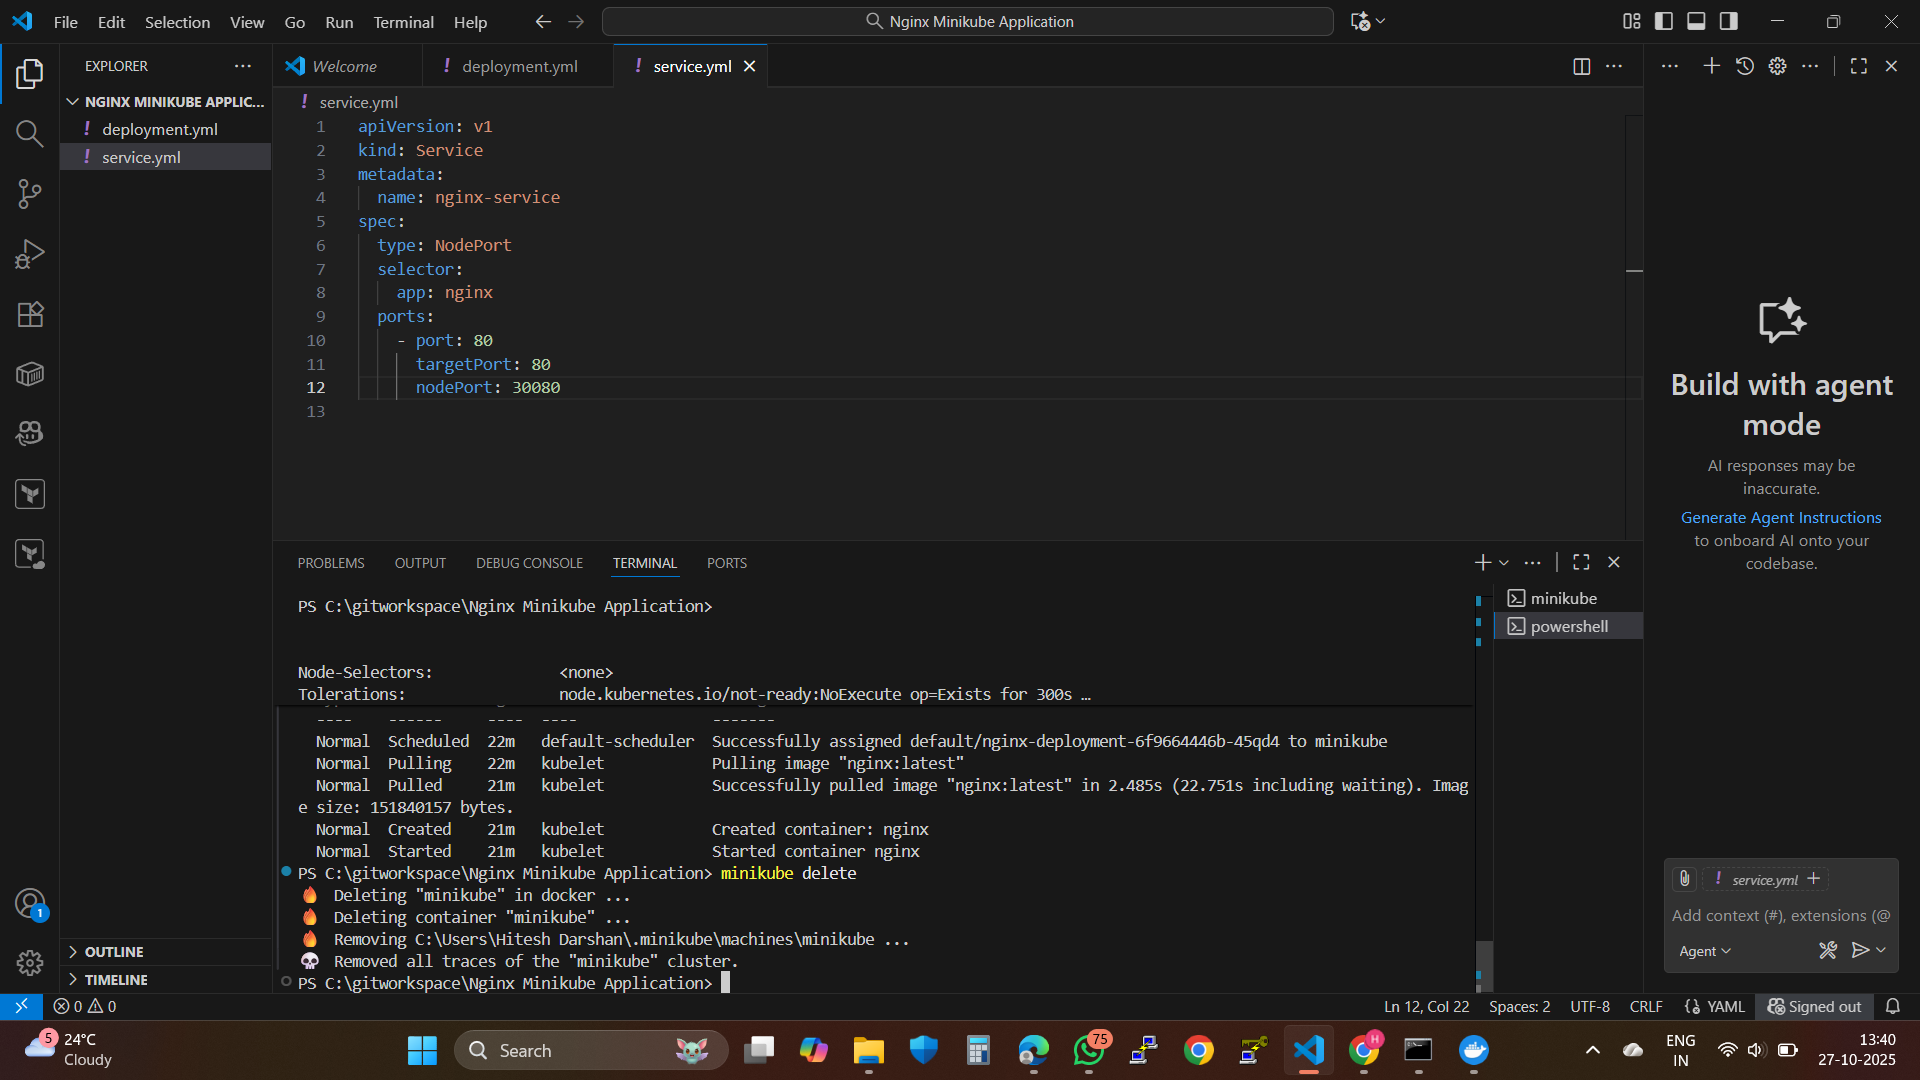 File Edit Selection View Go Run Terminal Help
Nginx Minikube Application
EXPLORER
NGINX MINIKUBE APPLIC...
! deployment.yml
! service.yml
OUTLINE
TIMELINE
1
Welcome
! deployment.yml
! service.yml
! service.yml
1 apiVersion: v1
2 kind: Service
3 metadata:
4 name: nginx-service
5 spec:
6 type: NodePort
7 selector:
8 app: nginx
9 ports:
10 - port: 80
11 targetPort: 80
12 nodePort: 30080
13
PROBLEMS OUTPUT DEBUG CONSOLE TERMINAL PORTS
PS C:\gitworkspace\Nginx Minikube Application>
Node-Selectors: <none>
Tolerations: node.kubernetes.io/not-ready:NoExecute op=Exists for 300s …
---- ------ ---- ---- -------
Normal Scheduled 22m default-scheduler Successfully assigned default/nginx-deployment-6f9664446b-45qd4 to minikube
Normal Pulling 22m kubelet Pulling image "nginx:latest"
Normal Pulled 21m kubelet Successfully pulled image "nginx:latest" in 2.485s (22.751s including waiting). Imag
e size: 151840157 bytes.
Normal Created 21m kubelet Created container: nginx
Normal Started 21m kubelet Started container nginx
PS C:\gitworkspace\Nginx Minikube Application> minikube delete
Deleting "minikube" in docker ...
Deleting container "minikube" ...
Removing C:\Users\Hitesh Darshan\.minikube\machines\minikube ...
Removed all traces of the "minikube" cluster.
PS C:\gitworkspace\Nginx Minikube Application>
minikube
powershell
Build with agent
mode
AI responses may be
inaccurate.
Generate Agent Instructions
to onboard AI onto your
codebase.
! service.yml +
Add context (#), extensions (@
Agent
0 0
Ln 12, Col 22 Spaces: 2 UTF-8 CRLF {} YAML Signed out
5
24°C
Cloudy
Search
75
H
ENG
IN
13:40
27-10-2025